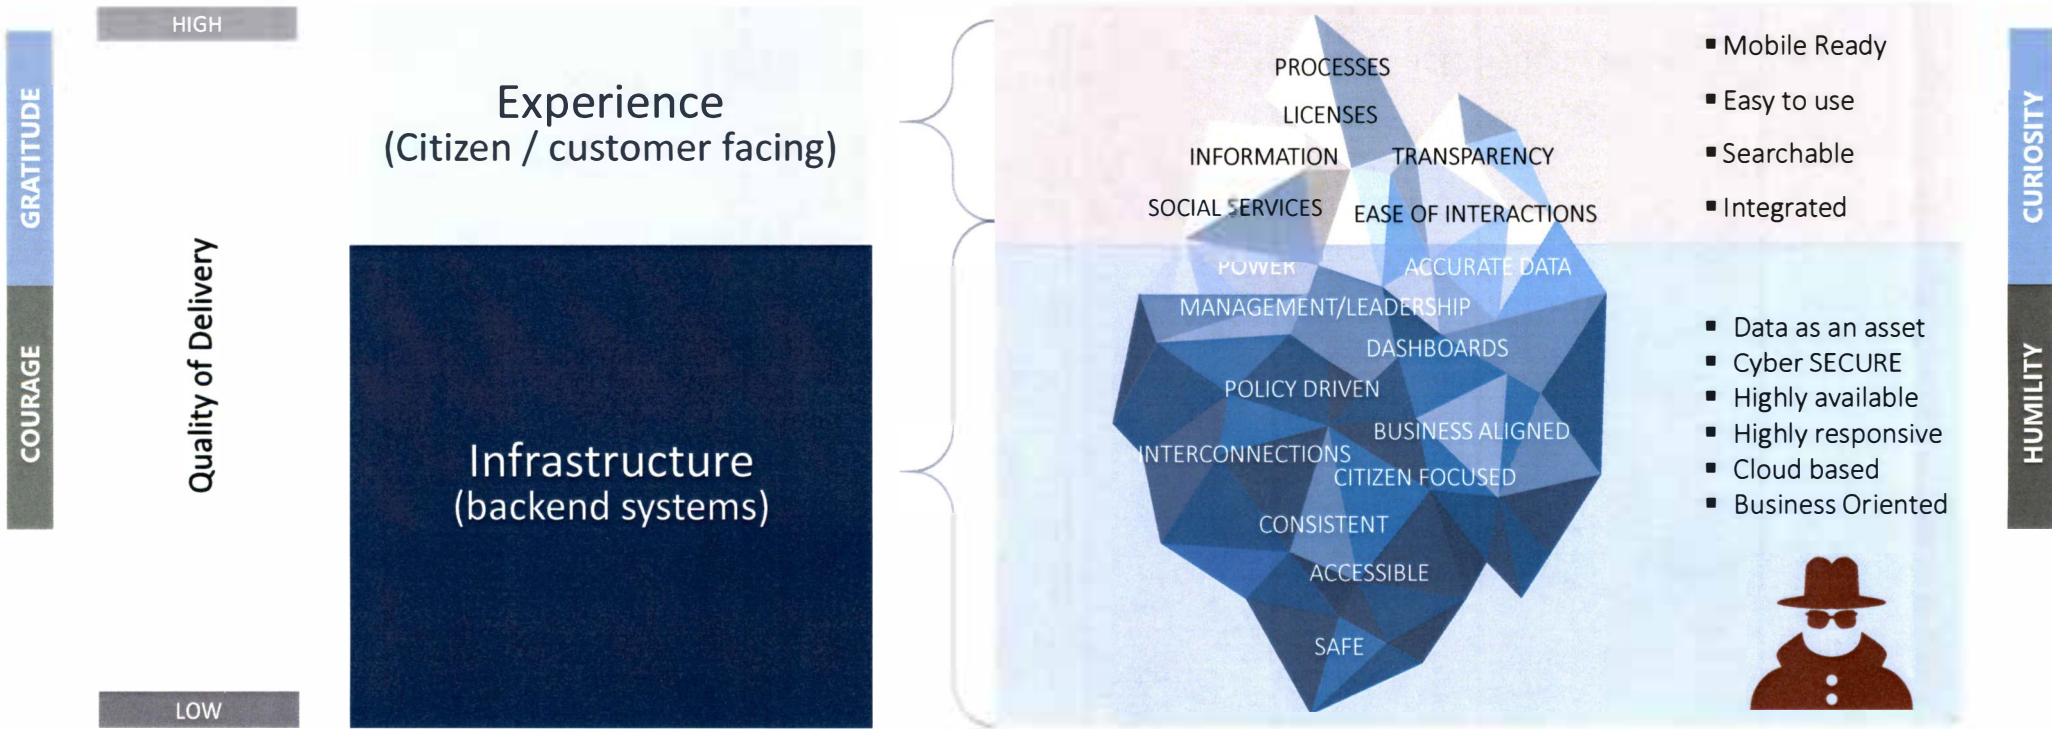 HIGH
GRATITUDE
COURAGE
Quality of Delivery
LOW
Experience
(Citizen / customer facing)
Infrastructure
(backend systems)
PROCESSES
LICENSES
INFORMATION
TRANSPARENCY
SOCIAL SERVICES
EASE OF INTERACTIONS
POWER
ACCURATE DATA
MANAGEMENT/LEADERSHIP
DASHBOARDS
POLICY DRIVEN
BUSINESS ALIGNED
INTERCONNECTIONS
CITIZEN FOCUSED
CONSISTENT
ACCESSIBLE
SAFE
▪ Mobile Ready
▪ Easy to use
▪ Searchable
▪ Integrated
▪ Data as an asset
▪ Cyber SECURE
▪ Highly available
▪ Highly responsive
▪ Cloud based
▪ Business Oriented
CURIOSITY
HUMILITY